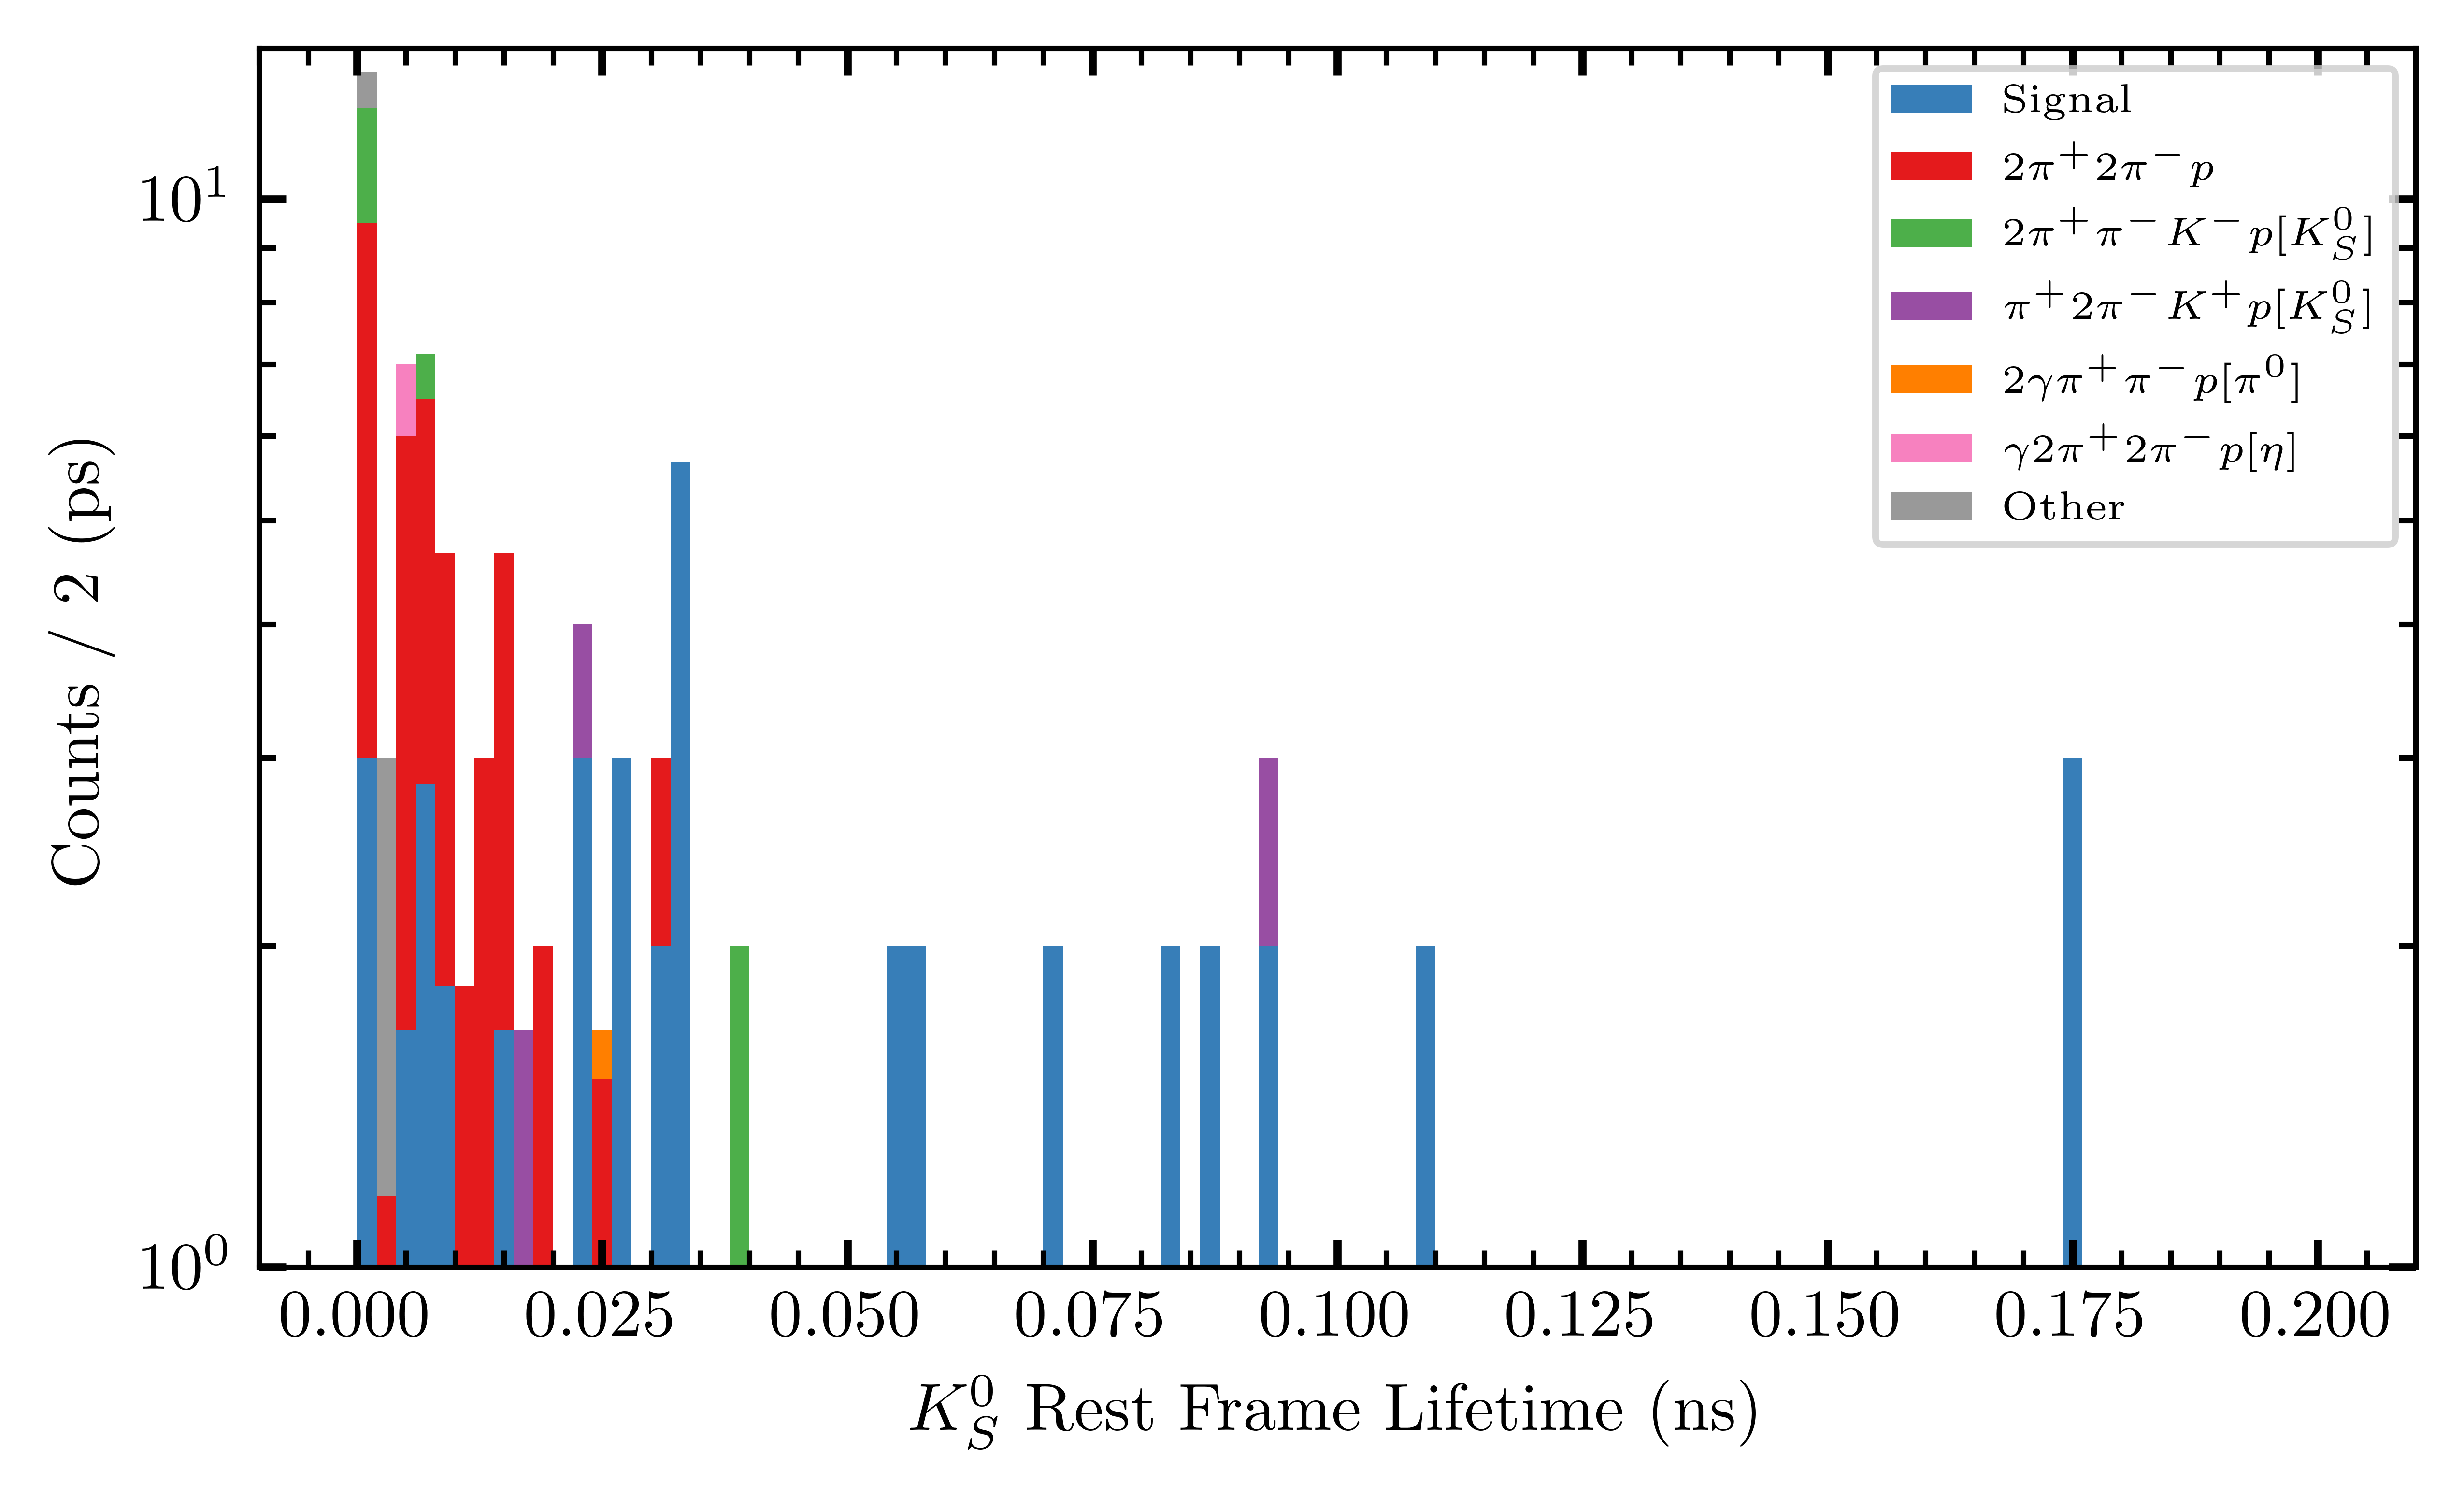 Counts / 2 (ps)
10¹
10⁰
Signal
2π⁺2π⁻p
2π⁺π⁻K⁻p[K⁰_S]
π⁺2π⁻K⁺p[K⁰_S]
2γπ⁺π⁻p[π⁰]
γ2π⁺2π⁻p[η]
Other
0.000 0.025 0.050 0.075 0.100 0.125 0.150 0.175 0.200
K⁰_S Rest Frame Lifetime (ns)